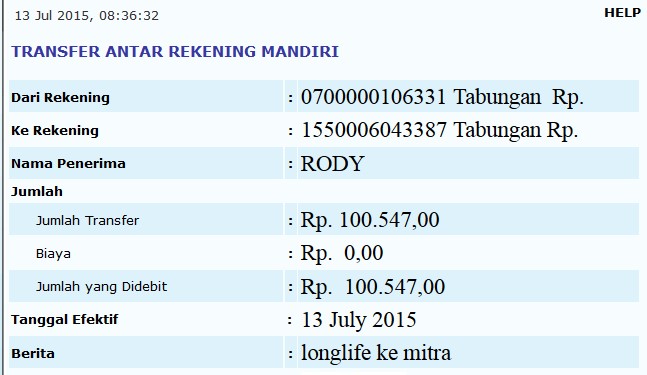 13 Jul 2015, 08:36:32 HELP
TRANSFER ANTAR REKENING MANDIRI
Dari Rekening : 0700000106331 Tabungan Rp.
Ke Rekening : 1550006043387 Tabungan Rp.
Nama Penerima : RODY
Jumlah
Jumlah Transfer : Rp. 100.547,00
Biaya : Rp. 0,00
Jumlah yang Didebit : Rp. 100.547,00
Tanggal Efektif : 13 July 2015
Berita : longlife ke mitra